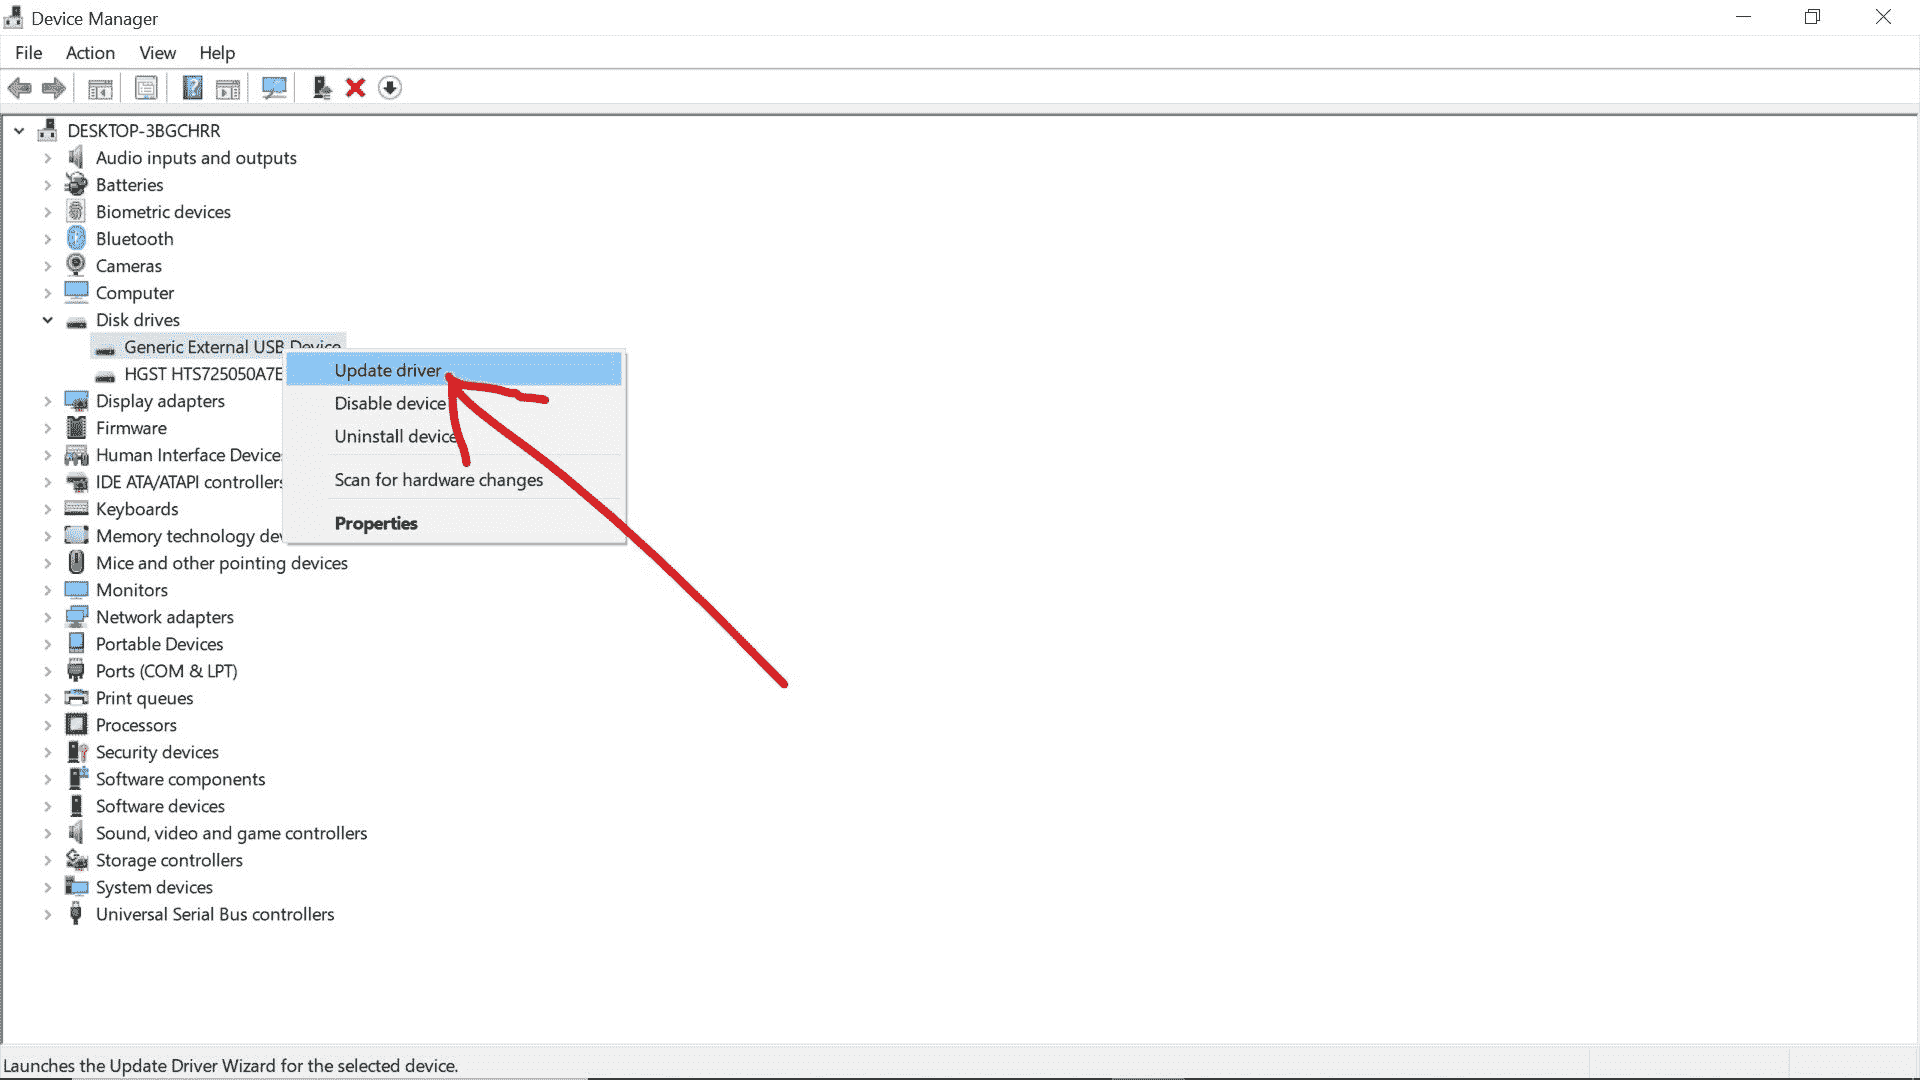 Device Manager
File Action View Help
DESKTOP-3BGCHRR
Audio inputs and outputs
Batteries
Biometric devices
Bluetooth
Cameras
Computer
Disk drives
Generic External USB Device
HGST HTS725050A7E
Update driver
Disable device
Uninstall device
Scan for hardware changes
Properties
Display adapters
Firmware
Human Interface Devices
IDE ATA/ATAPI controllers
Keyboards
Memory technology dev
Mice and other pointing devices
Monitors
Network adapters
Portable Devices
Ports (COM & LPT)
Print queues
Processors
Security devices
Software components
Software devices
Sound, video and game controllers
Storage controllers
System devices
Universal Serial Bus controllers
Launches the Update Driver Wizard for the selected device.